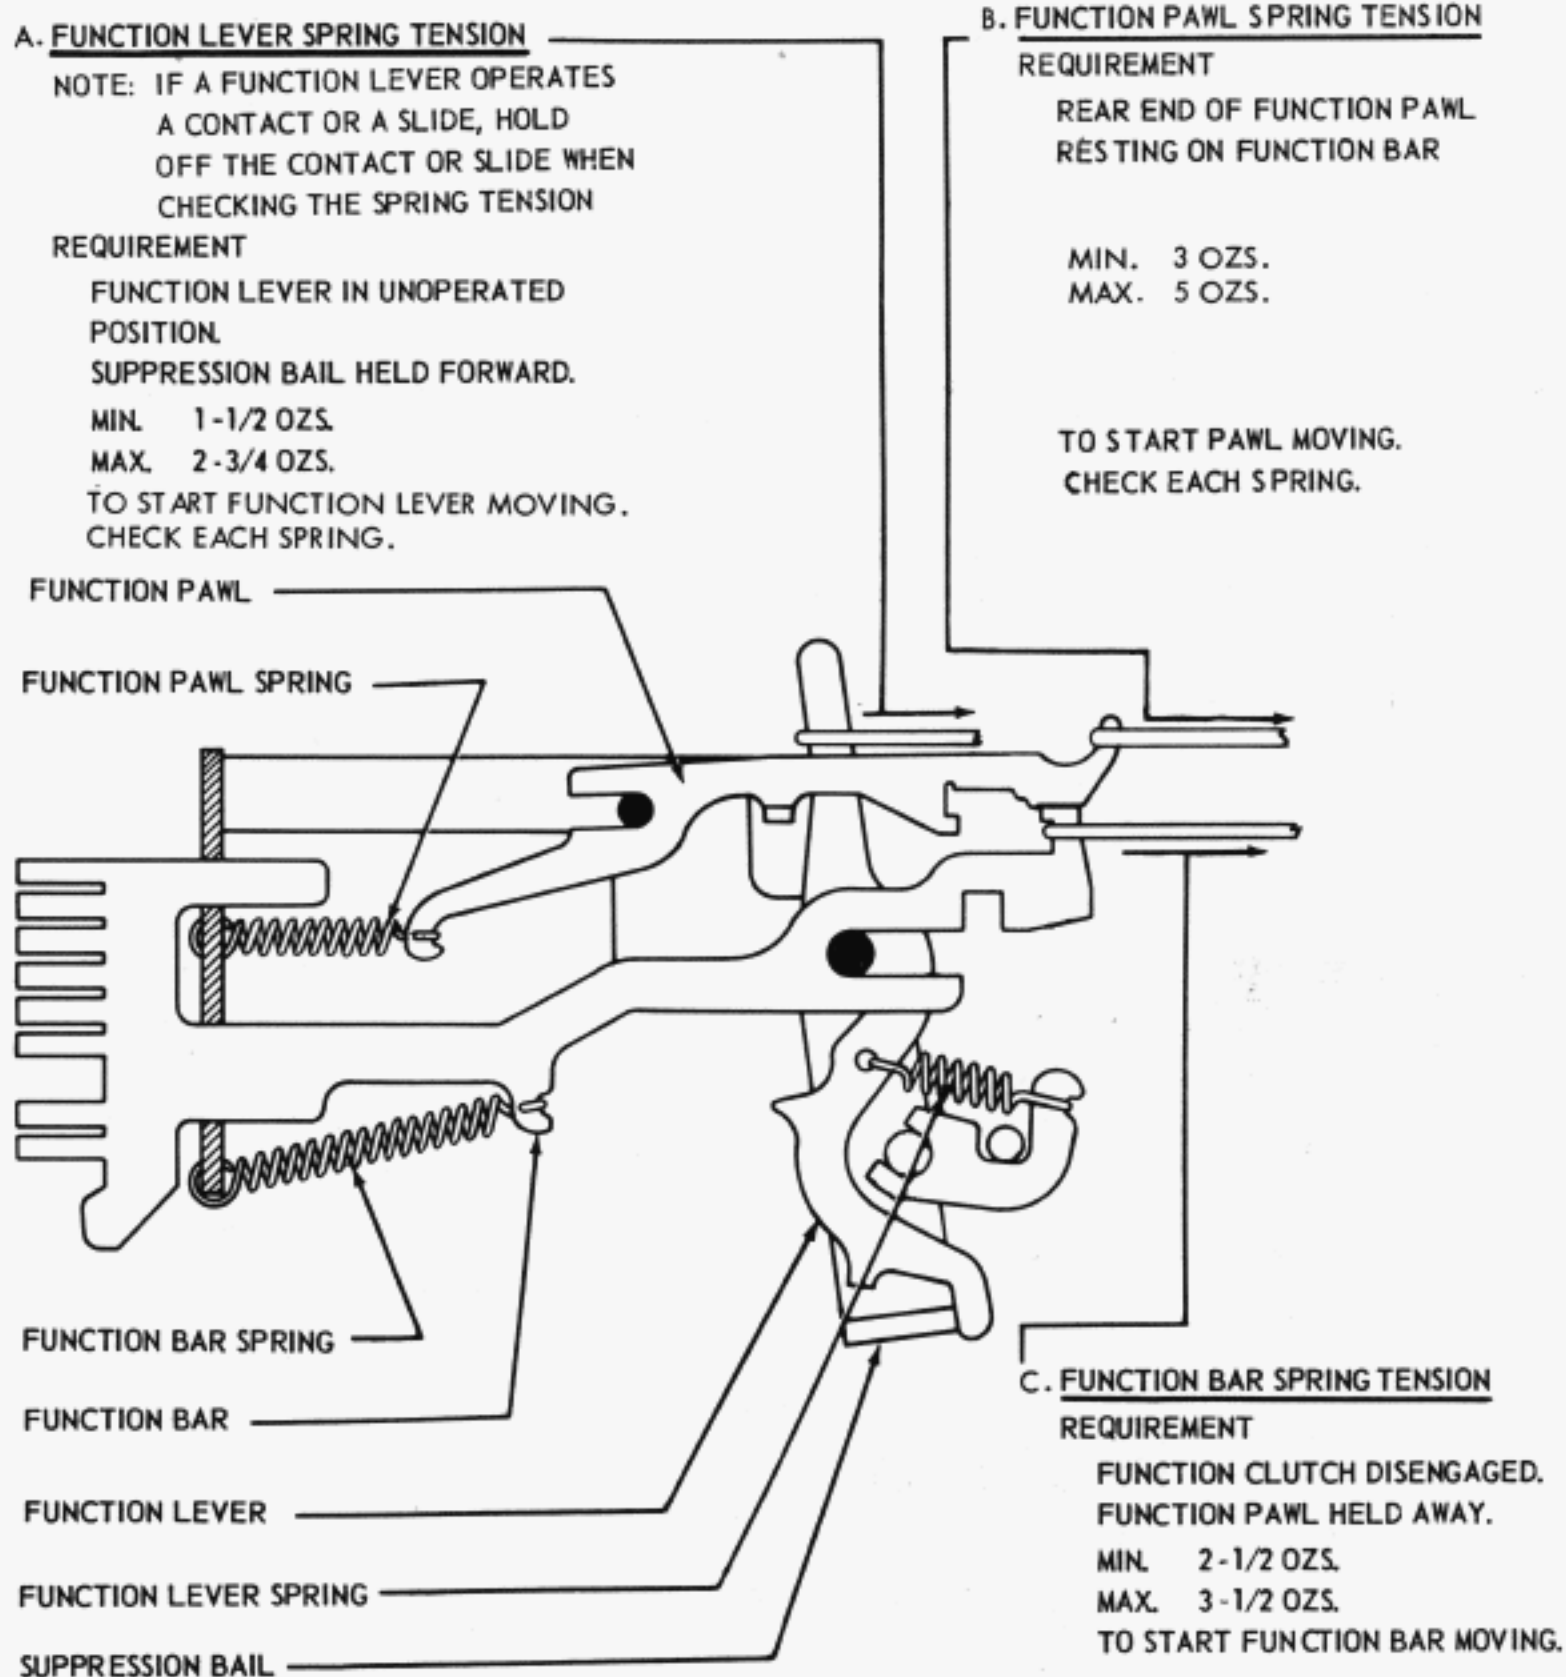 A. FUNCTION LEVER SPRING TENSION
NOTE: IF A FUNCTION LEVER OPERATES
A CONTACT OR A SLIDE, HOLD
OFF THE CONTACT OR SLIDE WHEN
CHECKING THE SPRING TENSION
REQUIREMENT
FUNCTION LEVER IN UNOPERATED
POSITION.
SUPPRESSION BAIL HELD FORWARD.
MIN. 1-1/2 OZS.
MAX. 2-3/4 OZS.
TO START FUNCTION LEVER MOVING.
CHECK EACH SPRING.
B. FUNCTION PAWL SPRING TENSION
REQUIREMENT
REAR END OF FUNCTION PAWL
RESTING ON FUNCTION BAR
MIN. 3 OZS.
MAX. 5 OZS.
TO START PAWL MOVING.
CHECK EACH SPRING.
FUNCTION PAWL
FUNCTION PAWL SPRING
FUNCTION BAR SPRING
FUNCTION BAR
FUNCTION LEVER
FUNCTION LEVER SPRING
SUPPRESSION BAIL
C. FUNCTION BAR SPRING TENSION
REQUIREMENT
FUNCTION CLUTCH DISENGAGED.
FUNCTION PAWL HELD AWAY.
MIN. 2-1/2 OZS.
MAX. 3-1/2 OZS.
TO START FUNCTION BAR MOVING.